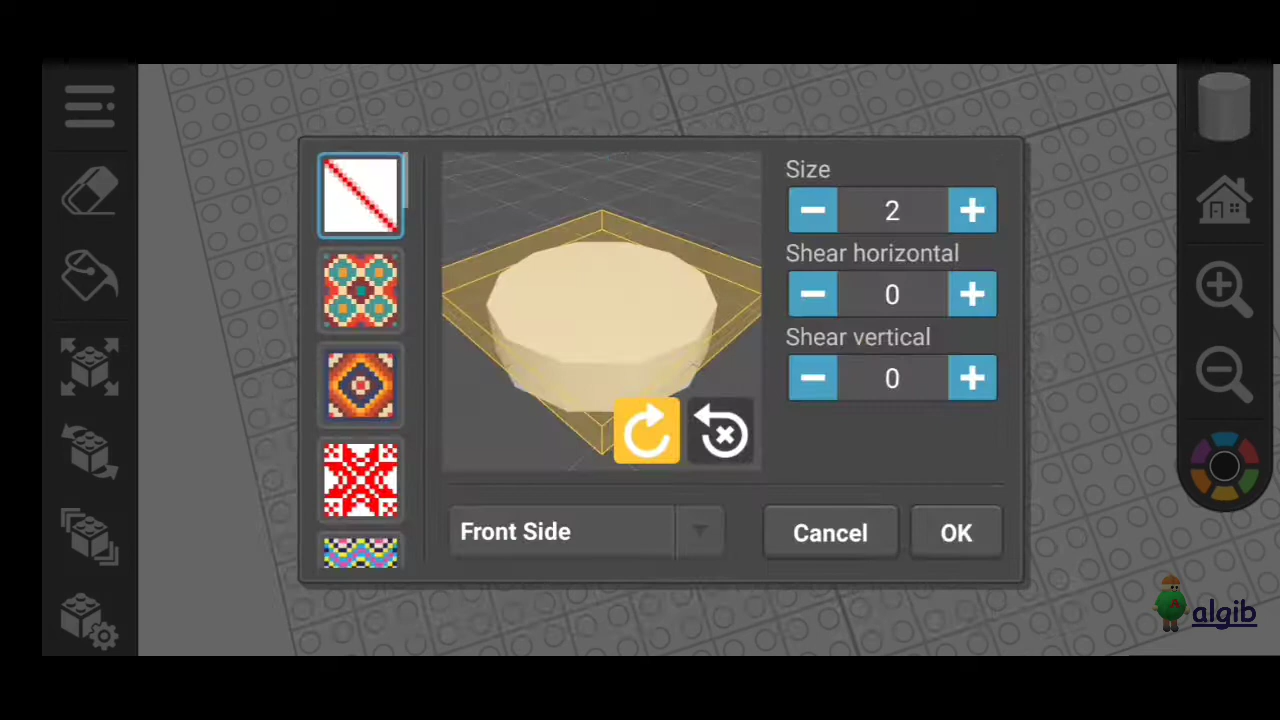 Size
2
Shear horizontal
0
Shear vertical
0
Front Side
Cancel
OK
algib